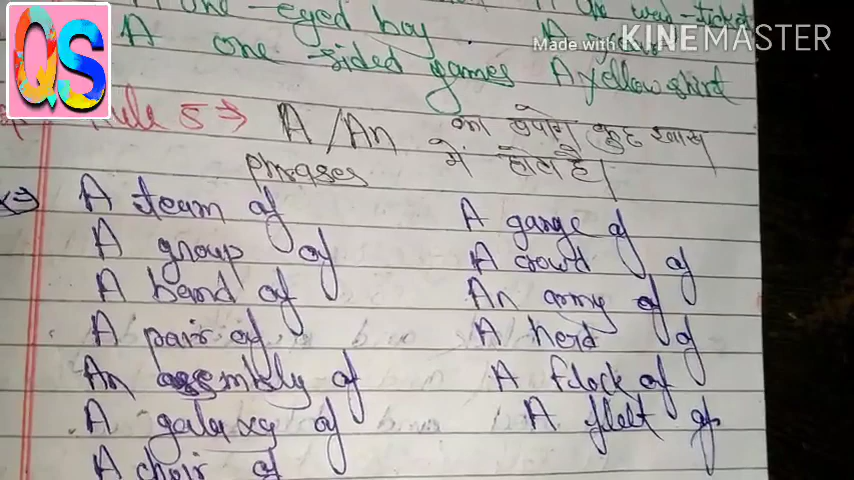 one-eyed boy
A one-sided games
A yellow shirt
QS
Made with KINEMASTER
Rule 5 ⇒ A/An का उपयोग कुछ खास
phrases में होता है।
A team of
A gange of
A group of
A crowd of
A band of
An army of
A pair of
A herd of
An assembly of
A flock of
A galaxy of
A fleet of
A choir of